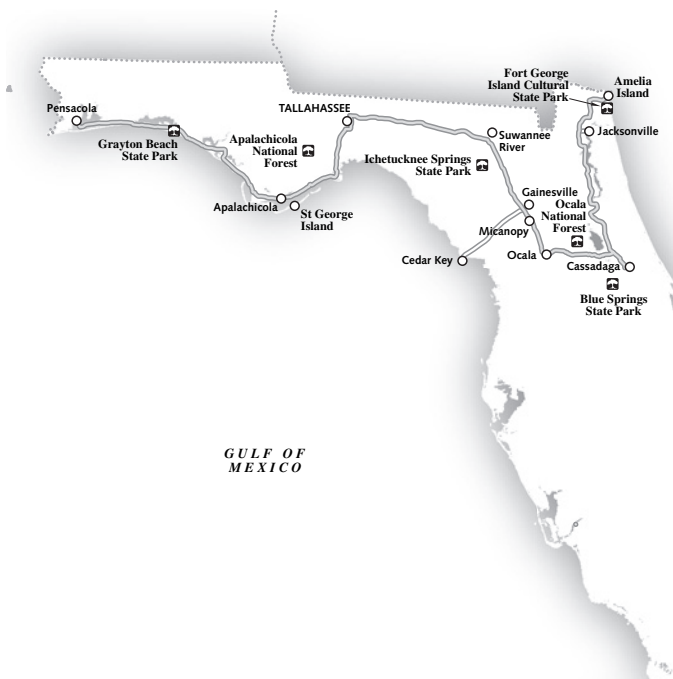 Fort George
Island Cultural
State Park
Amelia
Island
Pensacola
TALLAHASSEE
Grayton Beach
State Park
Apalachicola
National
Forest
Suwannee
River
Jacksonville
Ichetucknee Springs
State Park
Apalachicola
St George
Island
Gainesville
Ocala
National
Forest
Micanopy
Cedar Key
Ocala
Cassadaga
Blue Springs
State Park
GULF OF
MEXICO